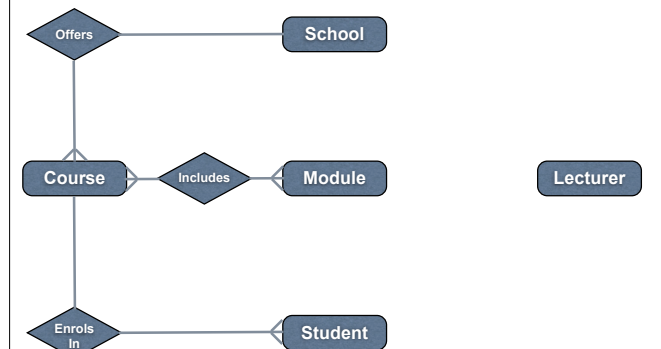 Offers
School
Course
Includes
Module
Lecturer
Enrols
In
Student